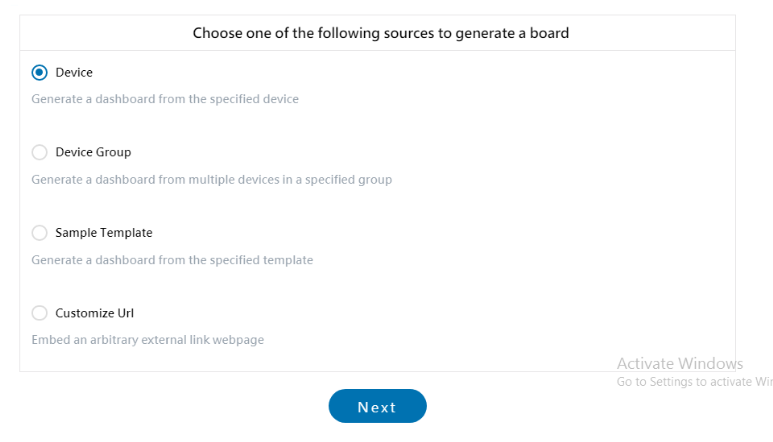 Choose one of the following sources to generate a board
Device
Generate a dashboard from the specified device
Device Group
Generate a dashboard from multiple devices in a specified group
Sample Template
Generate a dashboard from the specified template
Customize Url
Embed an arbitrary external link webpage
Activate Windows
Go to Settings to activate Wi
Next